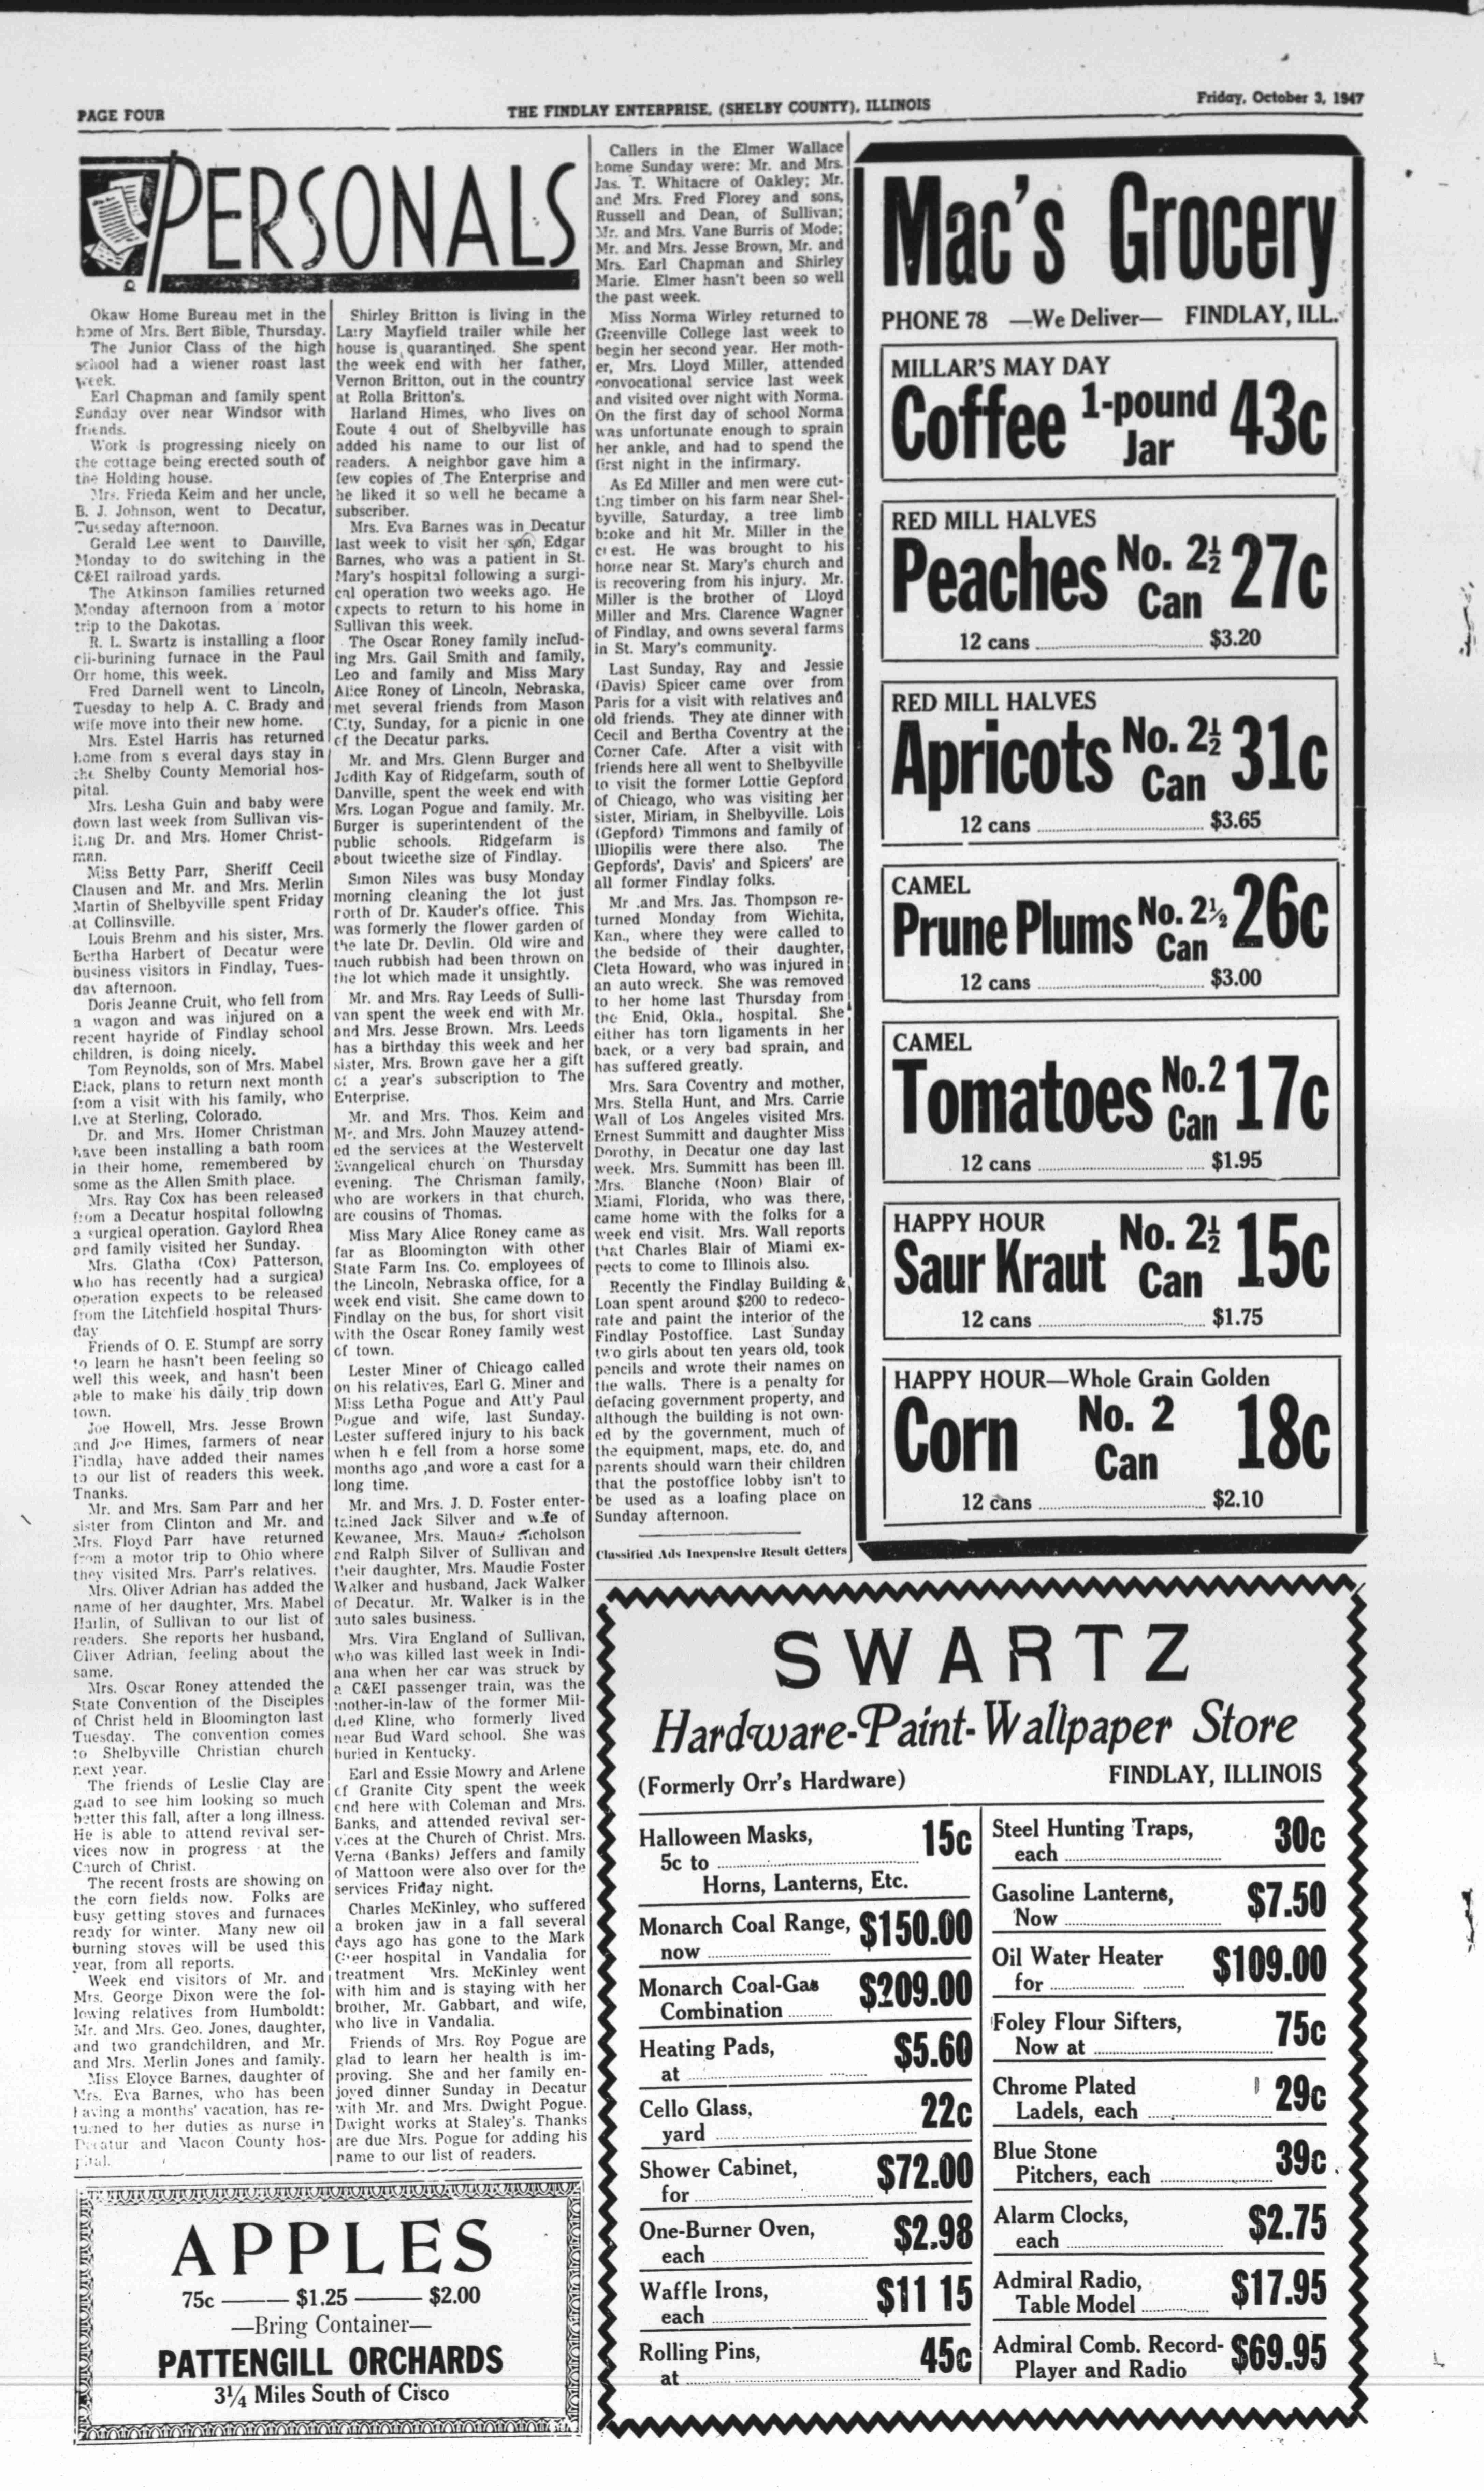 PAGE FOUR
THE FINDLAY ENTERPRISE, (SHELBY COUNTY), ILLINOIS
Friday, October 3, 1947
PERSONALS
Okaw Home Bureau met in the
home of Mrs. Bert Bible, Thursday.
The Junior Class of the high
school had a wiener roast last
week.
Earl Chapman and family spent
Sunday over near Windsor with
friends.
Work is progressing nicely on
the cottage being erected south of
the Holding house.
Mrs. Frieda Keim and her uncle,
B. J. Johnson, went to Decatur,
Tuseday afternoon.
Gerald Lee went to Danville,
Monday to do switching in the
C&EI railroad yards.
The Atkinson families returned
Monday afternoon from a motor
trip to the Dakotas.
R. L. Swartz is installing a floor
oil-burining furnace in the Paul
Orr home, this week.
Fred Darnell went to Lincoln,
Tuesday to help A. C. Brady and
wife move into their new home.
Mrs. Estel Harris has returned
home from s everal days stay in
the Shelby County Memorial hos-
pital.
Mrs. Lesha Guin and baby were
down last week from Sullivan vis-
iting Dr. and Mrs. Homer Christ-
man.
Miss Betty Parr, Sheriff Cecil
Clausen and Mr. and Mrs. Merlin
Martin of Shelbyville spent Friday
at Collinsville.
Louis Brehm and his sister, Mrs.
Bertha Harbert of Decatur were
business visitors in Findlay, Tues-
day afternoon.
Doris Jeanne Cruit, who fell from
a wagon and was injured on a
recent hayride of Findlay school
children, is doing nicely.
Tom Reynolds, son of Mrs. Mabel
Black, plans to return next month
from a visit with his family, who
live at Sterling, Colorado.
Dr. and Mrs. Homer Christman
have been installing a bath room
in their home, remembered by
some as the Allen Smith place.
Mrs. Ray Cox has been released
from a Decatur hospital following
a surgical operation. Gaylord Rhea
and family visited her Sunday.
Mrs. Glatha (Cox) Patterson,
who has recently had a surgical
operation expects to be released
from the Litchfield hospital Thurs-
day.
Friends of O. E. Stumpf are sorry
to learn he hasn't been feeling so
well this week, and hasn't been
able to make his daily trip down
town.
Joe Howell, Mrs. Jesse Brown
and Joe Himes, farmers of near
Findlay have added their names
to our list of readers this week.
Tnanks.
Mr. and Mrs. Sam Parr and her
sister from Clinton and Mr. and
Mrs. Floyd Parr have returned
from a motor trip to Ohio where
they visited Mrs. Parr's relatives.
Mrs. Oliver Adrian has added the
name of her daughter, Mrs. Mabel
Harlin, of Sullivan to our list of
readers. She reports her husband,
Oliver Adrian, feeling about the
same.
Mrs. Oscar Roney attended the
State Convention of the Disciples
of Christ held in Bloomington last
Tuesday. The convention comes
to Shelbyville Christian church
next year.
The friends of Leslie Clay are
glad to see him looking so much
better this fall, after a long illness.
He is able to attend revival ser-
vices now in progress at the
Church of Christ.
The recent frosts are showing on
the corn fields now. Folks are
busy getting stoves and furnaces
ready for winter. Many new oil
burning stoves will be used this
year, from all reports.
Week end visitors of Mr. and
Mrs. George Dixon were the fol-
lowing relatives from Humboldt:
Mr. and Mrs. Geo. Jones, daughter,
and two grandchildren, and Mr.
and Mrs. Merlin Jones and family.
Miss Eloyce Barnes, daughter of
Mrs. Eva Barnes, who has been
having a months' vacation, has re-
turned to her duties as nurse in
Decatur and Macon County hos-
pital.
Shirley Britton is living in the
Larry Mayfield trailer while her
house is quarantined. She spent
the week end with her father,
Vernon Britton, out in the country
at Rolla Britton's.
Harland Himes, who lives on
Route 4 out of Shelbyville has
added his name to our list of
readers. A neighbor gave him a
few copies of The Enterprise and
he liked it so well he became a
subscriber.
Mrs. Eva Barnes was in Decatur
last week to visit her son, Edgar
Barnes, who was a patient in St.
Mary's hospital following a surgi-
cal operation two weeks ago. He
expects to return to his home in
Sullivan this week.
The Oscar Roney family includ-
ing Mrs. Gail Smith and family,
Leo and family and Miss Mary
Alice Roney of Lincoln, Nebraska,
met several friends from Mason
City, Sunday, for a picnic in one
of the Decatur parks.
Mr. and Mrs. Glenn Burger and
Judith Kay of Ridgefarm, south of
Danville, spent the week end with
Mrs. Logan Pogue and family. Mr.
Burger is superintendent of the
public schools. Ridgefarm is
about twicethe size of Findlay.
Simon Niles was busy Monday
morning cleaning the lot just
north of Dr. Kauder's office. This
was formerly the flower garden of
the late Dr. Devlin. Old wire and
much rubbish had been thrown on
the lot which made it unsightly.
Mr. and Mrs. Ray Leeds of Sulli-
van spent the week end with Mr.
and Mrs. Jesse Brown. Mrs. Leeds
has a birthday this week and her
sister, Mrs. Brown gave her a gift
of a year's subscription to The
Enterprise.
Mr. and Mrs. Thos. Keim and
Mr. and Mrs. John Mauzey attend-
ed the services at the Westervelt
Evangelical church on Thursday
evening. The Chrisman family,
who are workers in that church,
are cousins of Thomas.
Miss Mary Alice Roney came as
far as Bloomington with other
State Farm Ins. Co. employees of
the Lincoln, Nebraska office, for a
week end visit. She came down to
Findlay on the bus, for short visit
with the Oscar Roney family west
of town.
Lester Miner of Chicago called
on his relatives, Earl G. Miner and
Miss Letha Pogue and Att'y Paul
Pogue and wife, last Sunday.
Lester suffered injury to his back
when h e fell from a horse some
months ago ,and wore a cast for a
long time.
Mr. and Mrs. J. D. Foster enter-
tained Jack Silver and wife of
Kewanee, Mrs. Maude Nicholson
and Ralph Silver of Sullivan and
their daughter, Mrs. Maudie Foster
Walker and husband, Jack Walker
of Decatur. Mr. Walker is in the
auto sales business.
Mrs. Vira England of Sullivan,
who was killed last week in Indi-
ana when her car was struck by
a C&EI passenger train, was the
mother-in-law of the former Mil-
dred Kline, who formerly lived
near Bud Ward school. She was
buried in Kentucky.
Earl and Essie Mowry and Arlene
of Granite City spent the week
end here with Coleman and Mrs.
Banks, and attended revival ser-
vices at the Church of Christ. Mrs.
Verna (Banks) Jeffers and family
of Mattoon were also over for the
services Friday night.
Charles McKinley, who suffered
a broken jaw in a fall several
days ago has gone to the Mark
Greer hospital in Vandalia for
treatment Mrs. McKinley went
with him and is staying with her
brother, Mr. Gabbart, and wife,
who live in Vandalia.
Friends of Mrs. Roy Pogue are
glad to learn her health is im-
proving. She and her family en-
joyed dinner Sunday in Decatur
with Mr. and Mrs. Dwight Pogue.
Dwight works at Staley's. Thanks
are due Mrs. Pogue for adding his
name to our list of readers.
Callers in the Elmer Wallace
home Sunday were: Mr. and Mrs.
Jas. T. Whitacre of Oakley; Mr.
and Mrs. Fred Florey and sons,
Russell and Dean, of Sullivan;
Mr. and Mrs. Vane Burris of Mode;
Mr. and Mrs. Jesse Brown, Mr. and
Mrs. Earl Chapman and Shirley
Marie. Elmer hasn't been so well
the past week.
Miss Norma Wirley returned to
Greenville College last week to
begin her second year. Her moth-
er, Mrs. Lloyd Miller, attended
convocational service last week
and visited over night with Norma.
On the first day of school Norma
was unfortunate enough to sprain
her ankle, and had to spend the
first night in the infirmary.
As Ed Miller and men were cut-
ting timber on his farm near Shel-
byville, Saturday, a tree limb
broke and hit Mr. Miller in the
chest. He was brought to his
home near St. Mary's church and
is recovering from his injury. Mr.
Miller is the brother of Lloyd
Miller and Mrs. Clarence Wagner
of Findlay, and owns several farms
in St. Mary's community.
Last Sunday, Ray and Jessie
(Davis) Spicer came over from
Paris for a visit with relatives and
old friends. They ate dinner with
Cecil and Bertha Coventry at the
Corner Cafe. After a visit with
friends here all went to Shelbyville
to visit the former Lottie Gepford
of Chicago, who was visiting her
sister, Miriam, in Shelbyville. Lois
(Gepford) Timmons and family of
Illiopilis were there also. The
Gepfords', Davis' and Spicers' are
all former Findlay folks.
Mr .and Mrs. Jas. Thompson re-
turned Monday from Wichita,
Kan., where they were called to
the bedside of their daughter,
Cleta Howard, who was injured in
an auto wreck. She was removed
to her home last Thursday from
the Enid, Okla., hospital. She
either has torn ligaments in her
back, or a very bad sprain, and
has suffered greatly.
Mrs. Sara Coventry and mother,
Mrs. Stella Hunt, and Mrs. Carrie
Wall of Los Angeles visited Mrs.
Ernest Summitt and daughter Miss
Dorothy, in Decatur one day last
week. Mrs. Summitt has been ill.
Mrs. Blanche (Noon) Blair of
Miami, Florida, who was there,
came home with the folks for a
week end visit. Mrs. Wall reports
that Charles Blair of Miami ex-
pects to come to Illinois also.
Recently the Findlay Building &
Loan spent around $200 to redeco-
rate and paint the interior of the
Findlay Postoffice. Last Sunday
two girls about ten years old, took
pencils and wrote their names on
the walls. There is a penalty for
defacing government property, and
although the building is not own-
ed by the government, much of
the equipment, maps, etc. do, and
parents should warn their children
that the postoffice lobby isn't to
be used as a loafing place on
Sunday afternoon.
Classified Ads Inexpensive Result Getters
Mac's Grocery
PHONE 78 —We Deliver— FINDLAY, ILL.
MILLAR'S MAY DAY
Coffee 1-pound Jar 43c
RED MILL HALVES
Peaches No. 2½ Can 27c
12 cans $3.20
RED MILL HALVES
Apricots No. 2½ Can 31c
12 cans $3.65
CAMEL
Prune Plums No. 2½ Can 26c
12 cans $3.00
CAMEL
Tomatoes No. 2 Can 17c
12 cans $1.95
HAPPY HOUR
Saur Kraut No. 2½ Can 15c
12 cans $1.75
HAPPY HOUR—Whole Grain Golden
Corn No. 2 Can 18c
12 cans $2.10
APPLES
75c —— $1.25 —— $2.00
—Bring Container—
PATTENGILL ORCHARDS
3¼ Miles South of Cisco
SWARTZ
Hardware-Paint-Wallpaper Store
(Formerly Orr's Hardware) FINDLAY, ILLINOIS
Halloween Masks,
5c to 15c
Horns, Lanterns, Etc.
Monarch Coal Range,
now $150.00
Monarch Coal-Gas
Combination $209.00
Heating Pads,
at $5.60
Cello Glass,
yard 22c
Shower Cabinet,
for $72.00
One-Burner Oven,
each $2.98
Waffle Irons,
each $11 15
Rolling Pins,
at 45c
Steel Hunting Traps,
each 30c
Gasoline Lanterns,
Now $7.50
Oil Water Heater
for $109.00
Foley Flour Sifters,
Now at 75c
Chrome Plated
Ladels, each 29c
Blue Stone
Pitchers, each 39c
Alarm Clocks,
each $2.75
Admiral Radio,
Table Model $17.95
Admiral Comb. Record-
Player and Radio $69.95